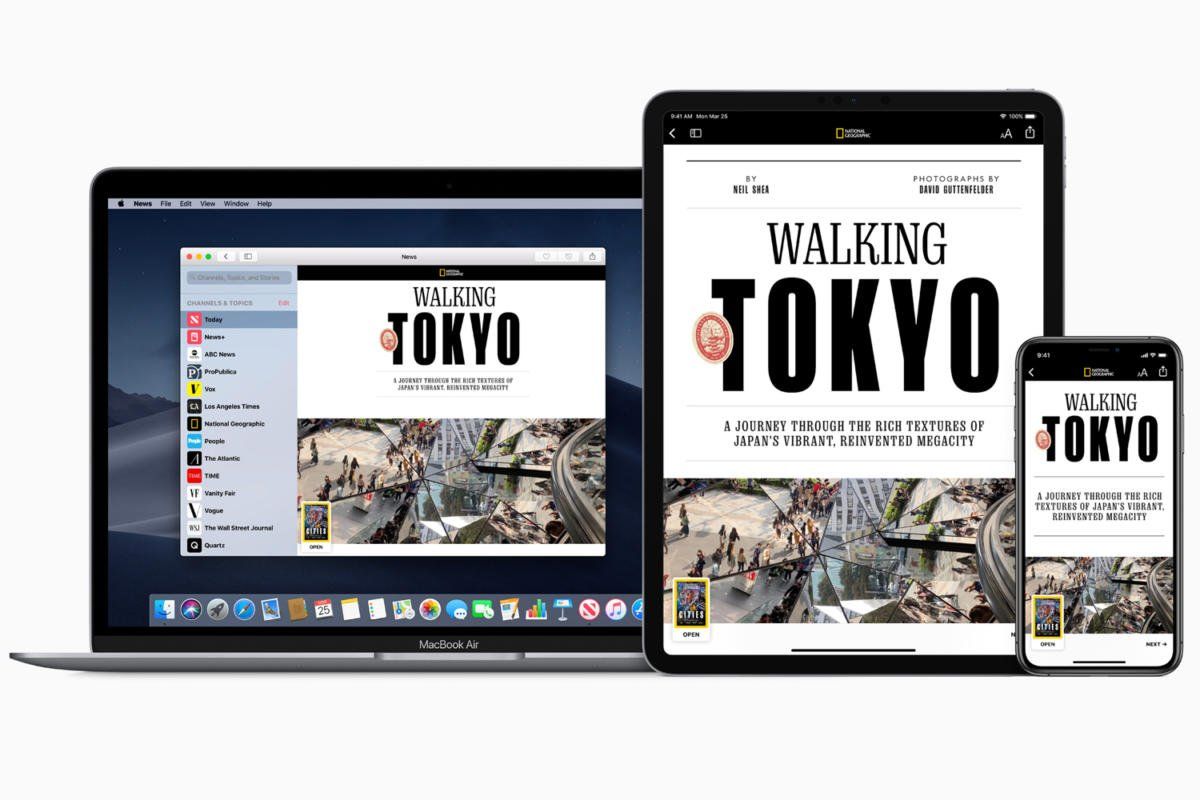 News File Edit View Window Help
News
Channels, Topics, and Stories
NATIONAL
GEOGRAPHIC
CHANNELS & TOPICS Edit
Today
News+
ABC News
ProPublica
Vox
Los Angeles Times
National Geographic
People
The Atlantic
TIME
Vanity Fair
Vogue
The Wall Street Journal
Quartz
WALKING
TOKYO
A JOURNEY THROUGH THE RICH TEXTURES OF
JAPAN'S VIBRANT, REINVENTED MEGACITY
CITIES
OPEN
25
MacBook Air
9:41 AM Mon Mar 25
100%
NATIONAL
GEOGRAPHIC
AA
BY
NEIL SHEA
PHOTOGRAPHS BY
DAVID GUTTENFELDER
WALKING
TOKYO
A JOURNEY THROUGH THE RICH TEXTURES OF
JAPAN'S VIBRANT, REINVENTED MEGACITY
CITIES
OPEN
9:41
NATIONAL
GEOGRAPHIC
AA
WALKING
TOKYO
A JOURNEY THROUGH THE RICH
TEXTURES OF JAPAN'S VIBRANT,
REINVENTED MEGACITY
CITIES
OPEN
NEXT →